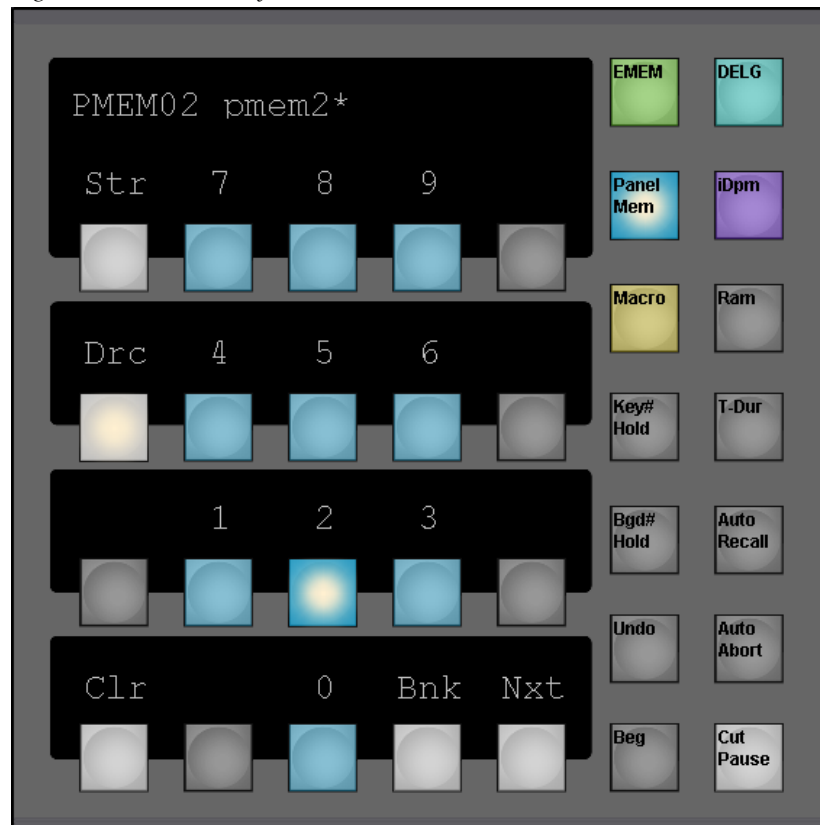 PMEM02 pmem2*
Str 7 8 9
Drc 4 5 6
1 2 3
Clr 0 Bnk Nxt
EMEM DELG
Panel
Mem
iDpm
Macro Ram
Key#
Hold
T-Dur
Bgd#
Hold
Auto
Recall
Undo
Auto
Abort
Beg
Cut
Pause